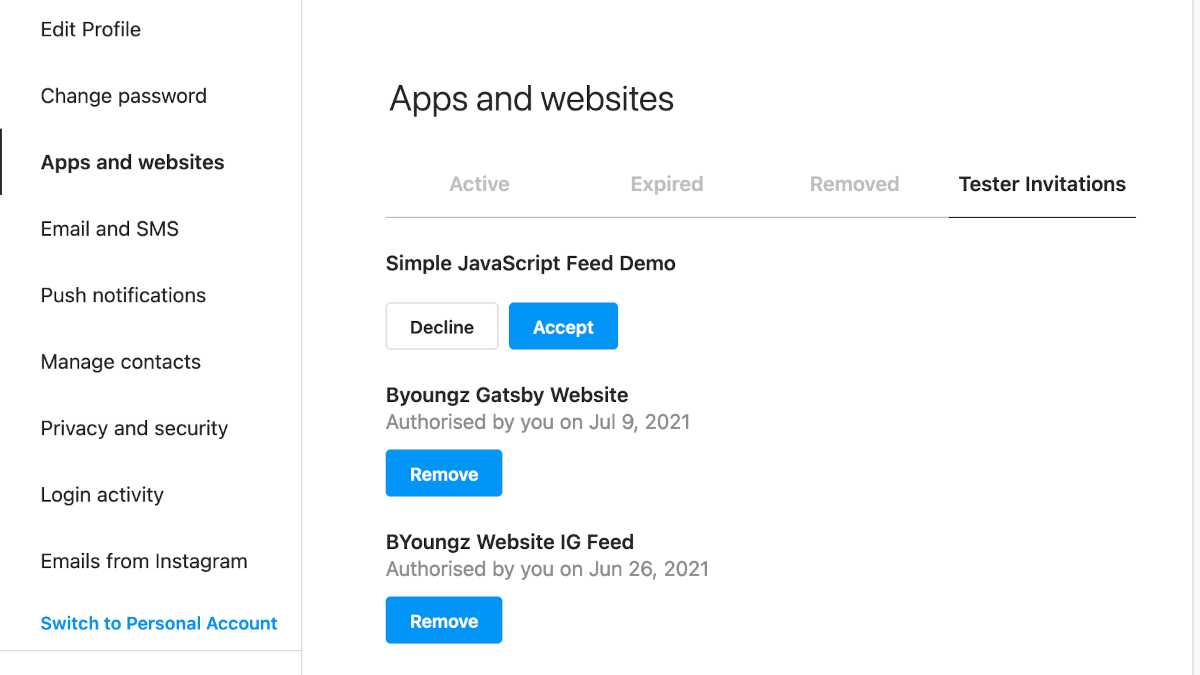 Edit Profile
Change password
Apps and websites
Email and SMS
Push notifications
Manage contacts
Privacy and security
Login activity
Emails from Instagram
Switch to Personal Account
Apps and websites
Active Expired Removed Tester Invitations
Simple JavaScript Feed Demo
Decline Accept
Byoungz Gatsby Website
Authorised by you on Jul 9, 2021
Remove
BYoungz Website IG Feed
Authorised by you on Jun 26, 2021
Remove